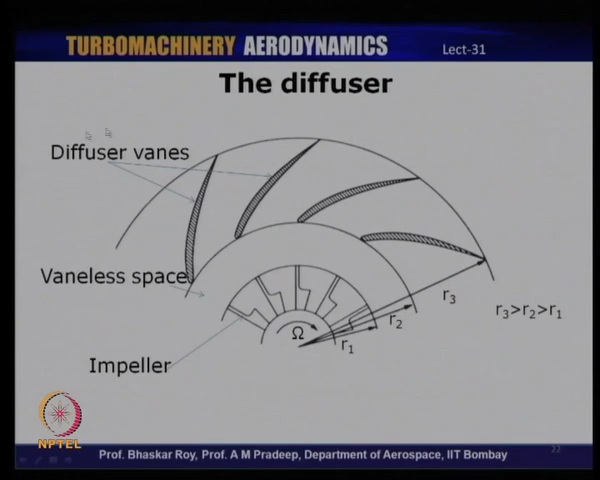 TURBOMACHINERY AERODYNAMICS
Lect-31
The diffuser
Diffuser vanes
Vaneless space
Impeller
Ω
r1
r2
r3
r3>r2>r1
NPTEL
Prof. Bhaskar Roy, Prof. A M Pradeep, Department of Aerospace, IIT Bombay
22